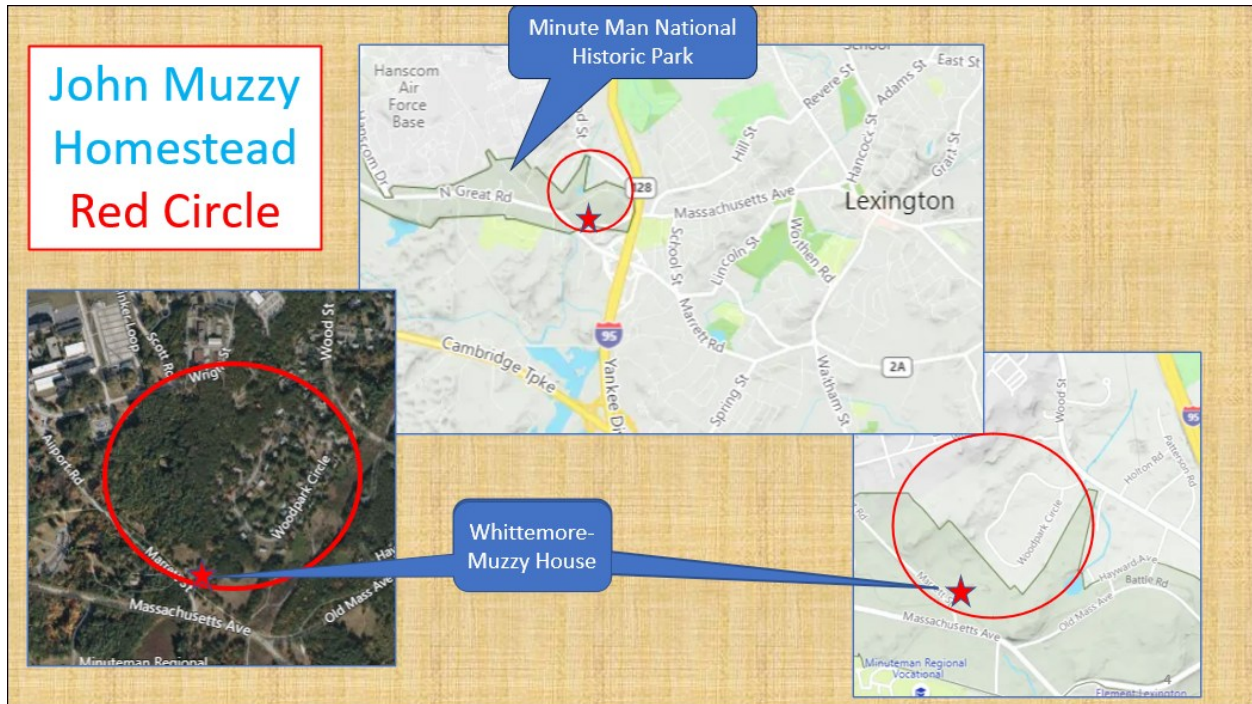 John Muzzy
Homestead
Red Circle
Minute Man National
Historic Park
Hanscom
Air
Force
Base
Hanscom Dr
N Great Rd
128
Massachusetts Ave
Lexington
Hill St
Revere St
Adams St
East St
Hancock St
Grant St
School St
Lincoln St
Worthen Rd
Marrett Rd
95
Cambridge Tpke
Spring St
Waltham St
2A
Scott Rd
Wood St
Airport Rd
Woodpark Circle
Marrett St
Massachusetts Ave
Old Mass Ave
Minuteman Regional
Whittemore-
Muzzy House
Wood St
95
Patterson Rd
Holton Rd
Woodpark Circle
Hayward Ave
Battle Rd
Old Mass Ave
Massachusetts Ave
Minuteman Regional
Vocational
4
Element Lexington